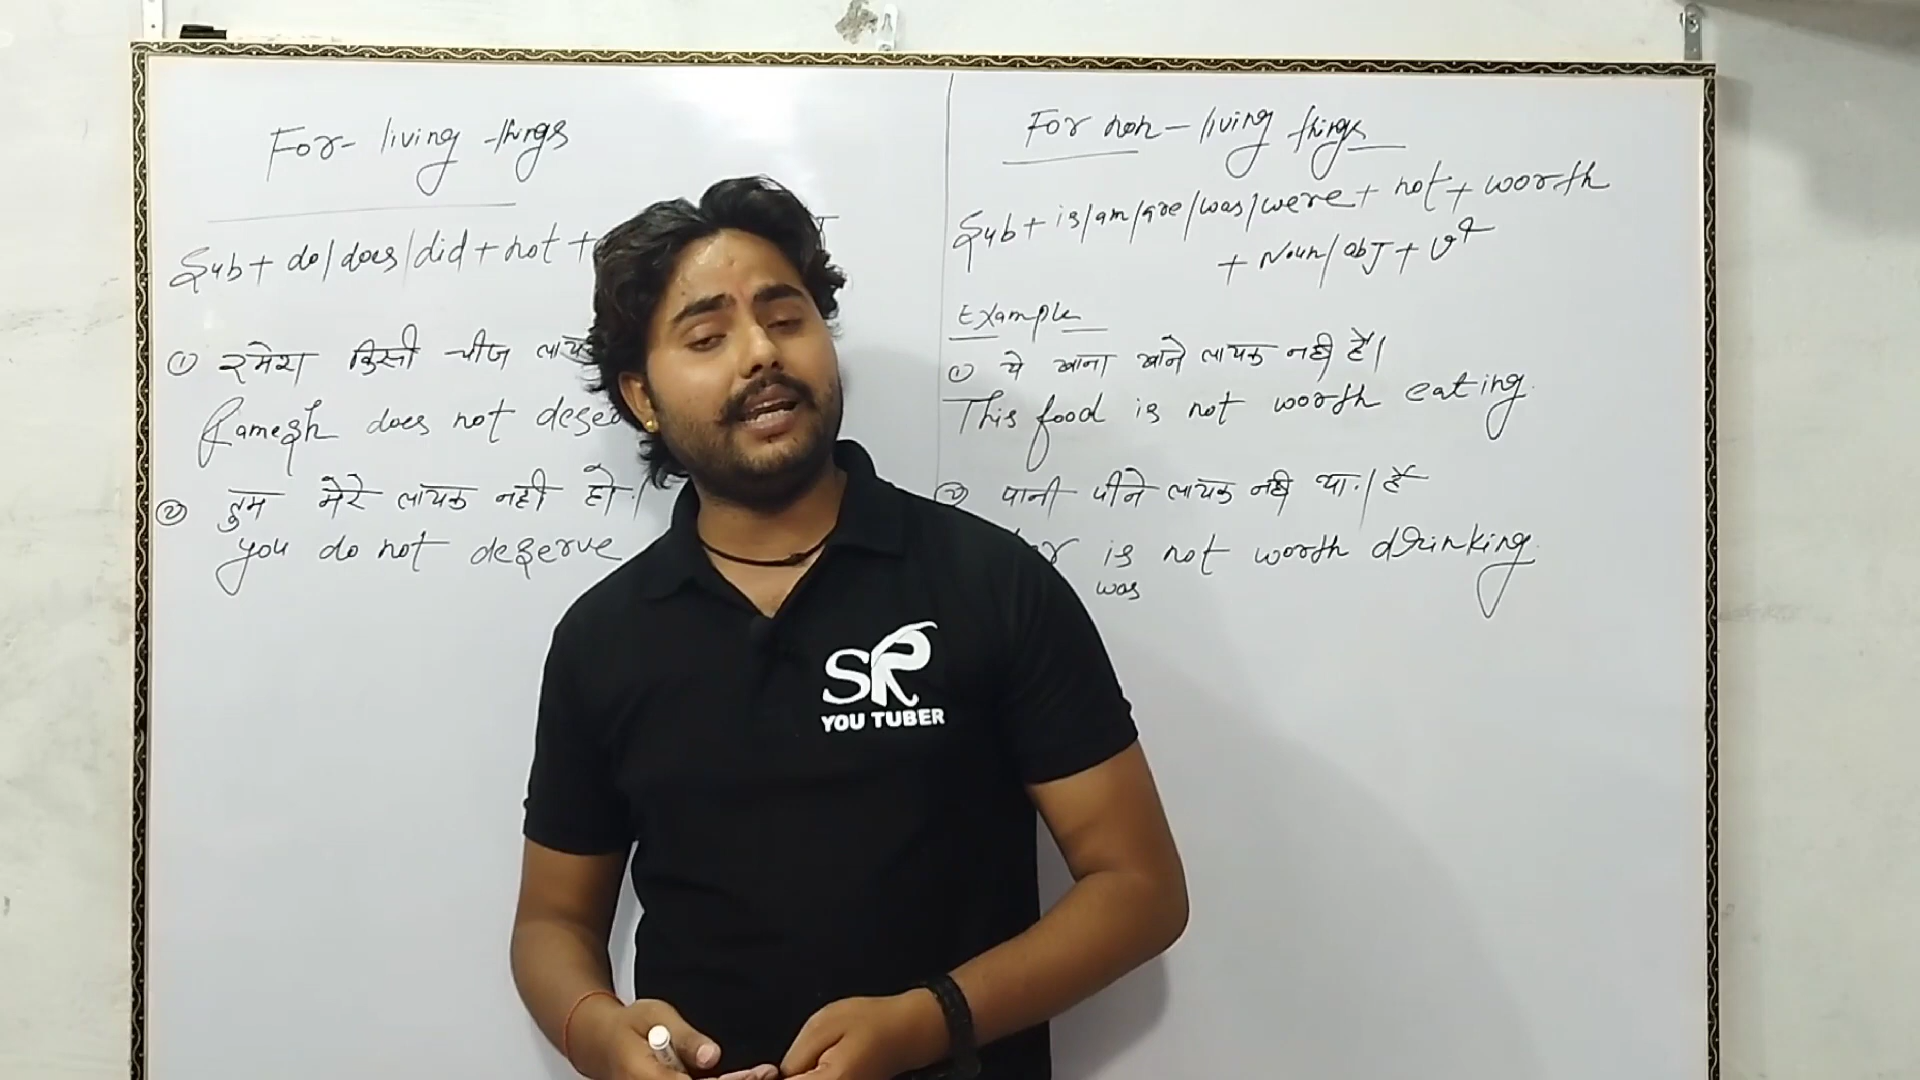 For living things
Sub + do/does/did + not +
① रमेश किसी चीज लायक
Ramesh does not
② तुम मेरे लायक नही हो।
you do not deserve
For non-living things
Sub + is/am/are/was/were + not + worth
+ Noun/obJ + v⁴
Example
① ये खाना खाने लायक नही है।
This food is not worth eating.
② पानी पीने लायक नही था।/है
is not worth drinking.
was
SR
YOU TUBER